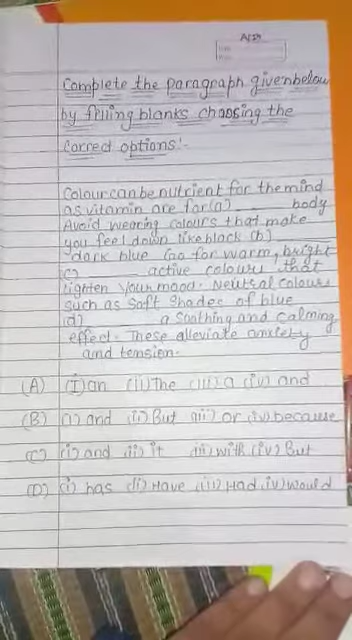 Complete the paragraph given below
by filling blanks choosing the
correct options:-
Colour can be nutrient for the mind
as vitamin are for (a) ______ body
Avoid wearing colours that make
you feel down like black (b) ______
dark blue Go for warm, bright
(c) ______ active colours that
lighten your mood. Neutral colours
such as soft shades of blue
(d) ______ a soothing and calming
effect. These alleviate anxiety
and tension.
(A) (i) an (ii) the (iii) a (iv) and
(B) (i) and (ii) But (iii) or (iv) because
(C) (i) and (ii) it (iii) with (iv) But
(D) (i) has (ii) Have (iii) Had (iv) would